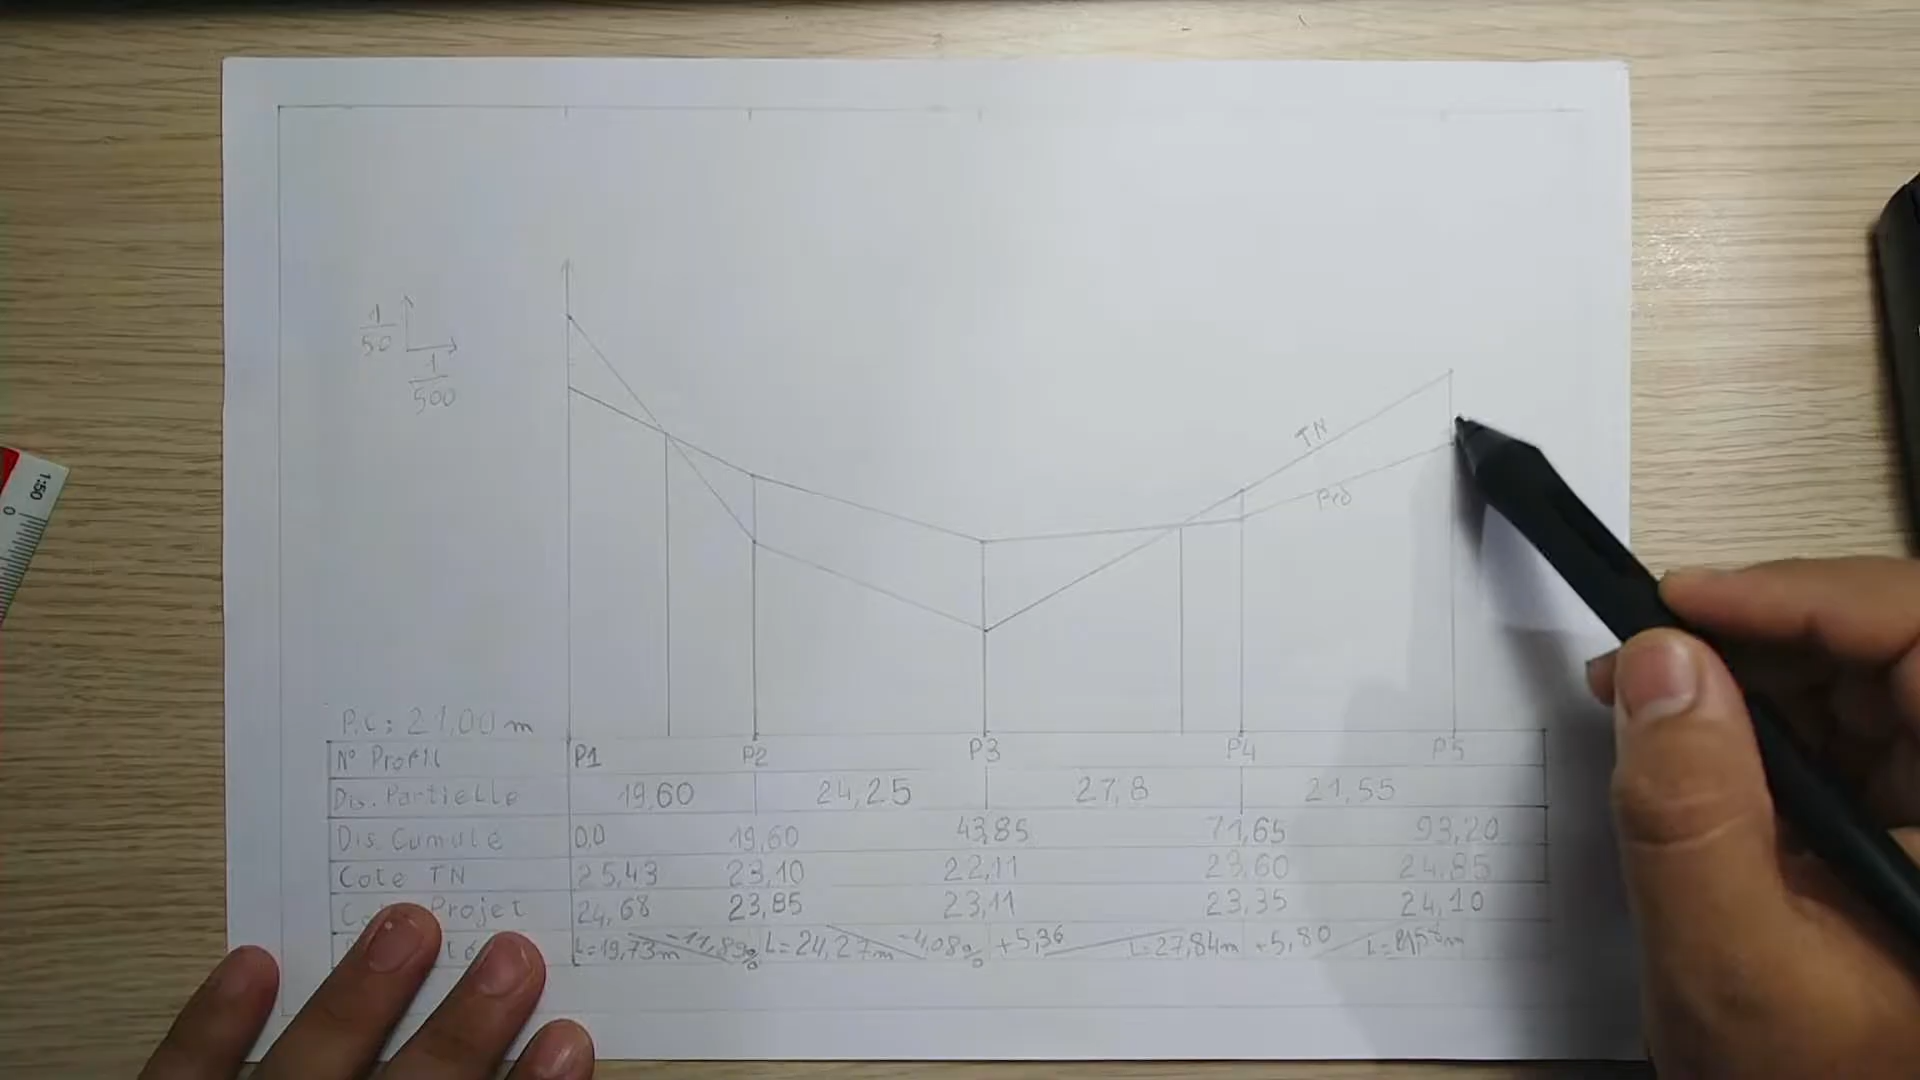 1
50
1
500
1:50
0
TN
Prd
P.C: 21,00 m
N° Profil P1 P2 P3 P4 P5
Dis. Partielle 19,60 24,25 27,8 21,55
Dis. Cumulé 0,0 19,60 43,85 71,65 93,20
Cote TN 25,43 23,10 22,11 23,60 24,85
Projet 24,68 23,85 23,11 23,35 24,10
L=19,73m -11,89% L=24,27m -4,08% +5,36 L=27,84m +5,80